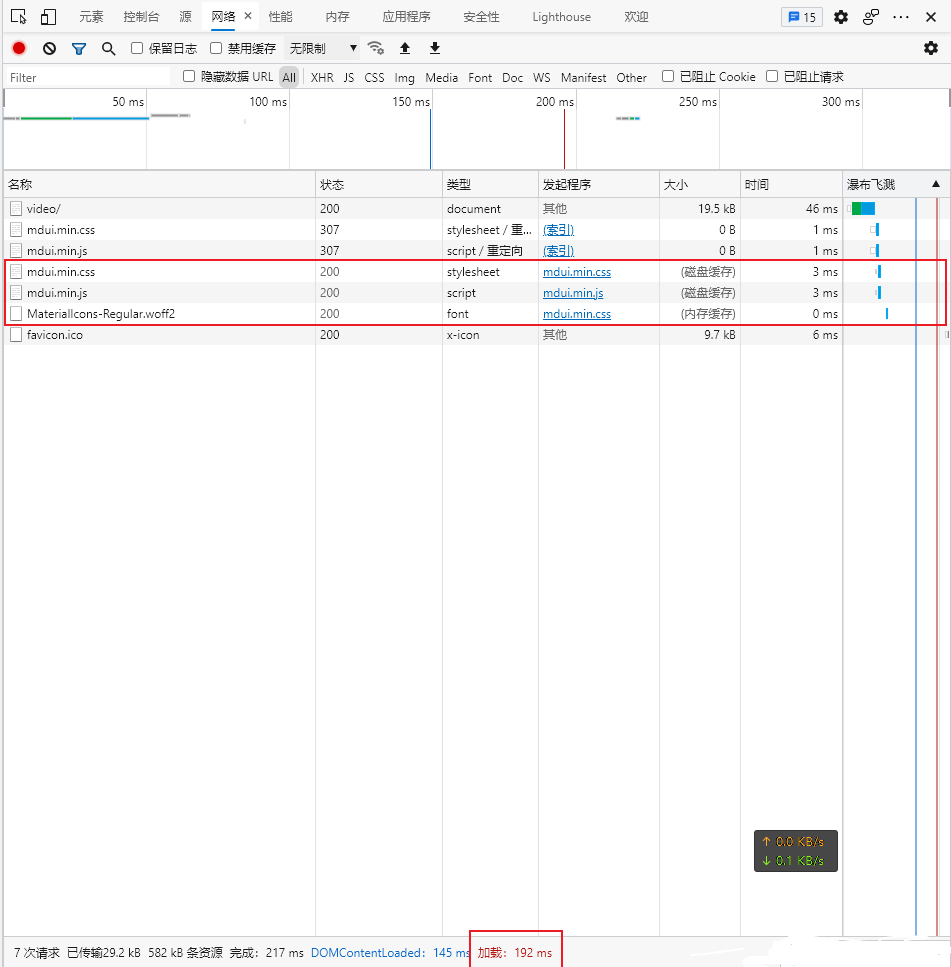 元素 控制台 源 网络 × 性能 内存 应用程序 安全性 Lighthouse 欢迎 15
保留日志 禁用缓存 无限制
Filter 隐藏数据 URL All XHR JS CSS Img Media Font Doc WS Manifest Other 已阻止 Cookie 已阻止请求
50 ms 100 ms 150 ms 200 ms 250 ms 300 ms
名称 状态 类型 发起程序 大小 时间 瀑布飞溅
video/ 200 document 其他 19.5 kB 46 ms
mdui.min.css 307 stylesheet / 重... (索引) 0 B 1 ms
mdui.min.js 307 script / 重定向 (索引) 0 B 1 ms
mdui.min.css 200 stylesheet mdui.min.css (磁盘缓存) 3 ms
mdui.min.js 200 script mdui.min.js (磁盘缓存) 3 ms
MaterialIcons-Regular.woff2 200 font mdui.min.css (内存缓存) 0 ms
favicon.ico 200 x-icon 其他 9.7 kB 6 ms
↑ 0.0 KB/s
↓ 0.1 KB/s
7 次请求 已传输29.2 kB 582 kB 条资源 完成：217 ms DOMContentLoaded：145 ms 加载：192 ms